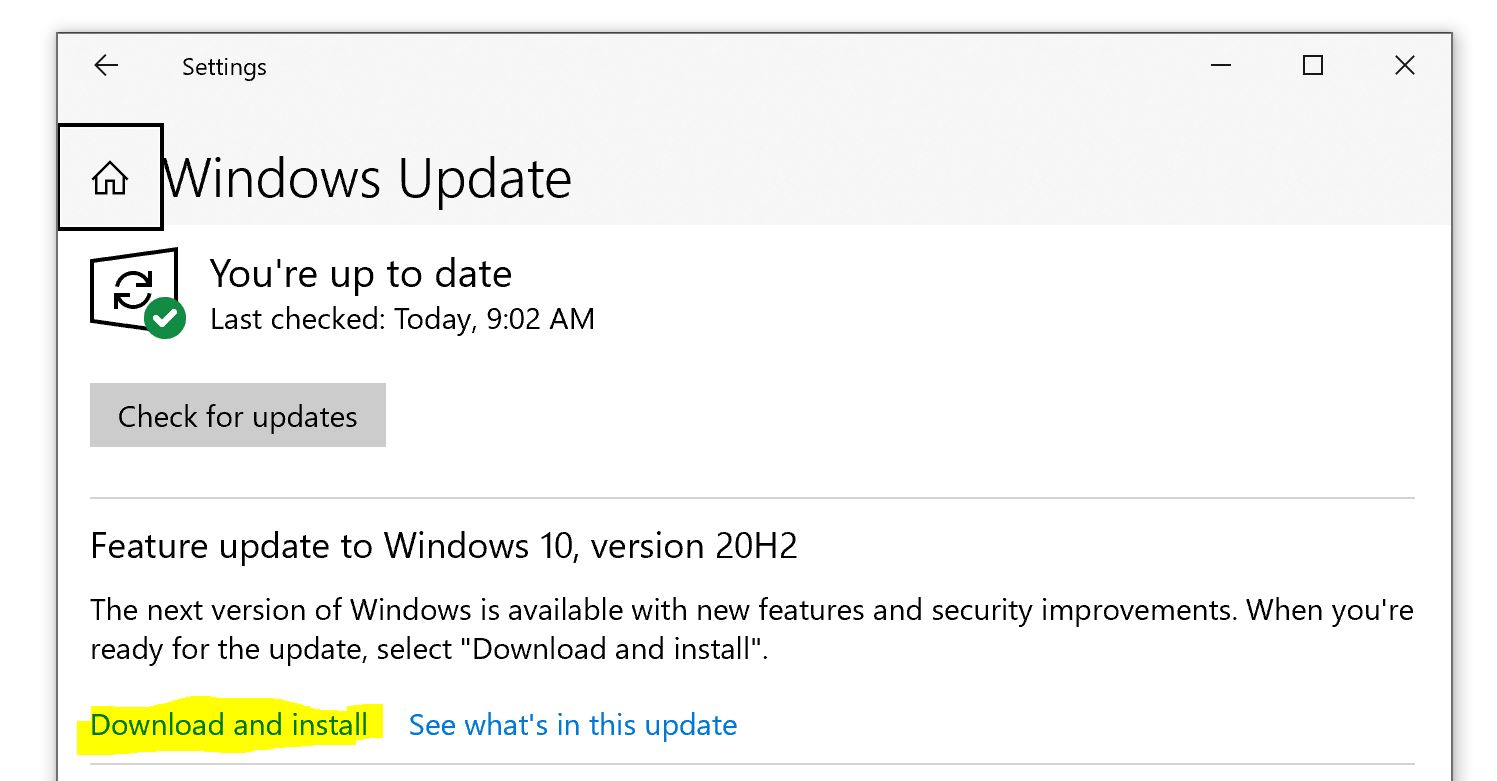 Settings
Windows Update
You're up to date
Last checked: Today, 9:02 AM
Check for updates
Feature update to Windows 10, version 20H2
The next version of Windows is available with new features and security improvements. When you're
ready for the update, select "Download and install".
Download and install See what's in this update